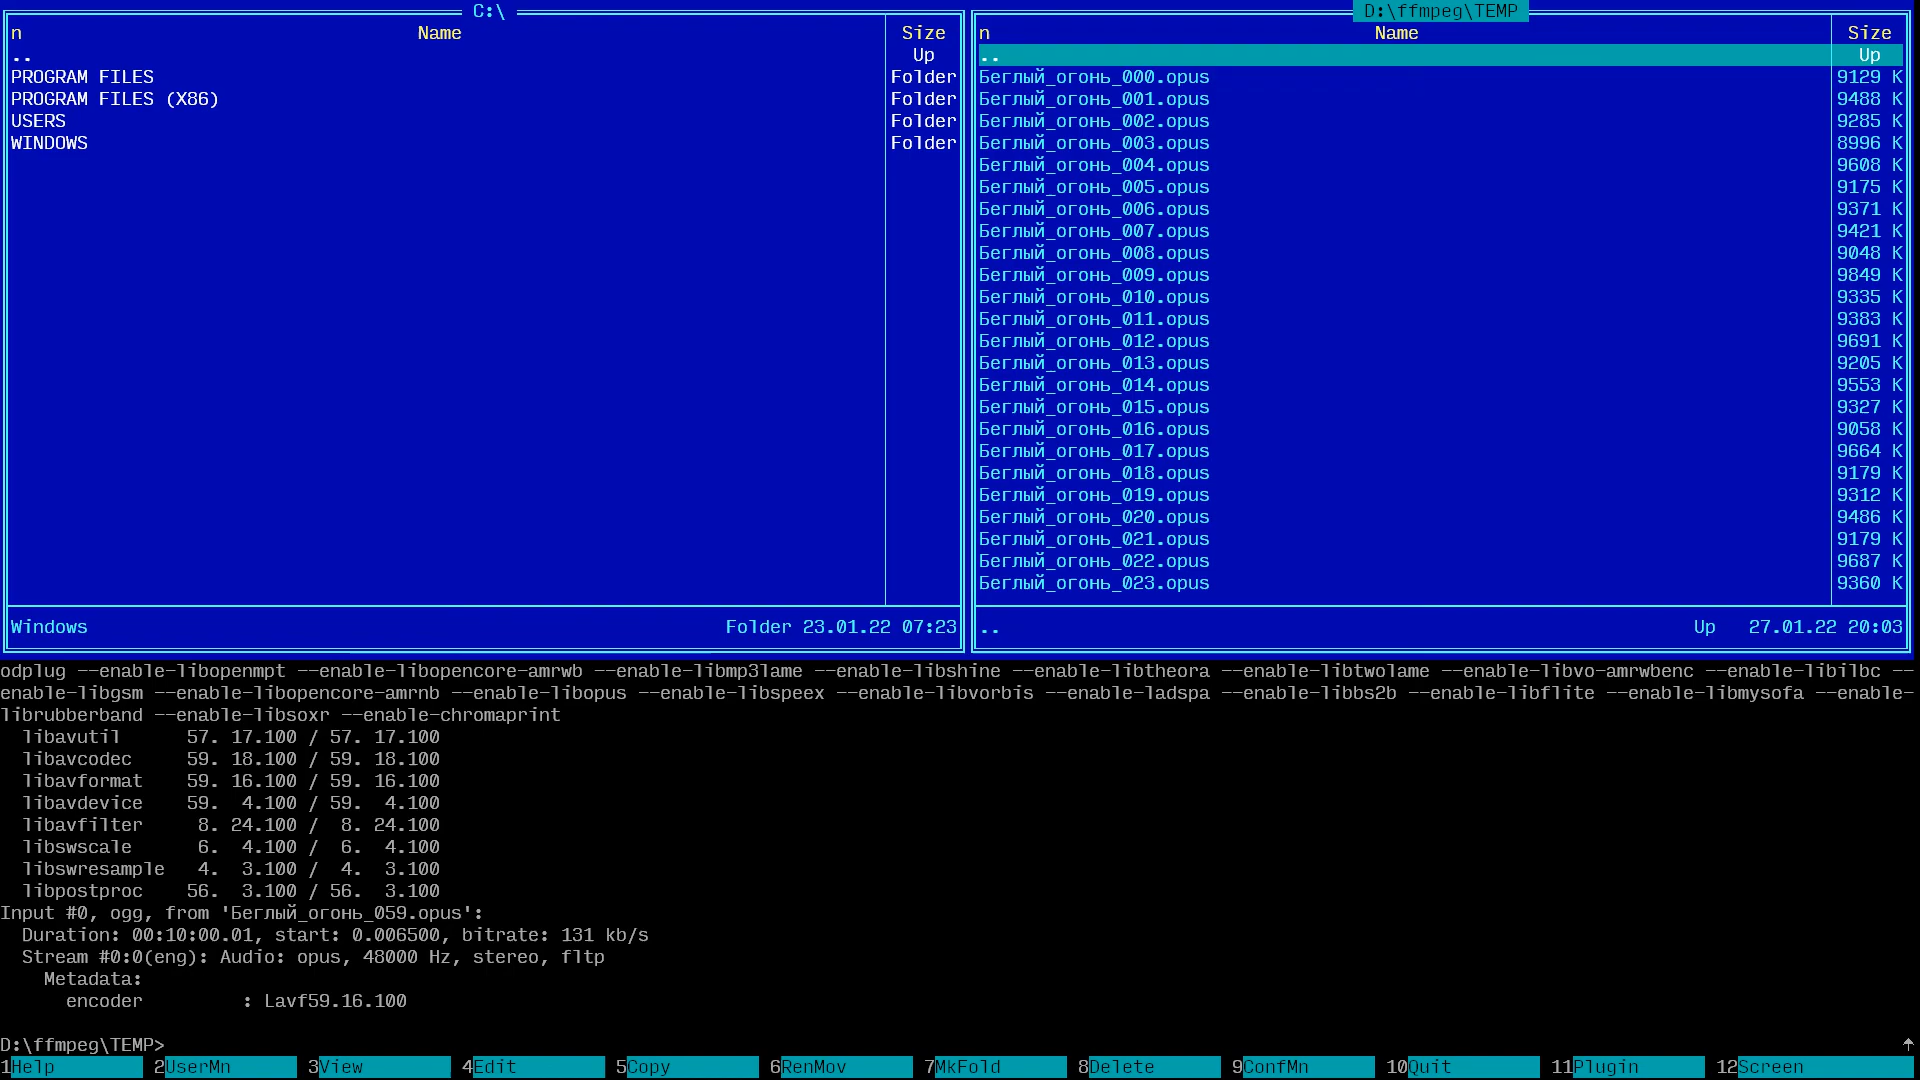 C:\
n Name Size
.. Up
PROGRAM FILES Folder
PROGRAM FILES (X86) Folder
USERS Folder
WINDOWS Folder
Windows Folder 23.01.22 07:23
D:\ffmpeg\TEMP
n Name Size
.. Up
Беглый_огонь_000.opus 9129 K
Беглый_огонь_001.opus 9488 K
Беглый_огонь_002.opus 9285 K
Беглый_огонь_003.opus 8996 K
Беглый_огонь_004.opus 9608 K
Беглый_огонь_005.opus 9175 K
Беглый_огонь_006.opus 9371 K
Беглый_огонь_007.opus 9421 K
Беглый_огонь_008.opus 9048 K
Беглый_огонь_009.opus 9849 K
Беглый_огонь_010.opus 9335 K
Беглый_огонь_011.opus 9383 K
Беглый_огонь_012.opus 9691 K
Беглый_огонь_013.opus 9205 K
Беглый_огонь_014.opus 9553 K
Беглый_огонь_015.opus 9327 K
Беглый_огонь_016.opus 9058 K
Беглый_огонь_017.opus 9664 K
Беглый_огонь_018.opus 9179 K
Беглый_огонь_019.opus 9312 K
Беглый_огонь_020.opus 9486 K
Беглый_огонь_021.opus 9179 K
Беглый_огонь_022.opus 9687 K
Беглый_огонь_023.opus 9360 K
.. Up 27.01.22 20:03
odplug --enable-libopenmpt --enable-libopencore-amrwb --enable-libmp3lame --enable-libshine --enable-libtheora --enable-libtwolame --enable-libvo-amrwbenc --enable-libilbc --
enable-libgsm --enable-libopencore-amrnb --enable-libopus --enable-libspeex --enable-libvorbis --enable-ladspa --enable-libbs2b --enable-libflite --enable-libmysofa --enable-
librubberband --enable-libsoxr --enable-chromaprint
libavutil 57. 17.100 / 57. 17.100
libavcodec 59. 18.100 / 59. 18.100
libavformat 59. 16.100 / 59. 16.100
libavdevice 59. 4.100 / 59. 4.100
libavfilter 8. 24.100 / 8. 24.100
libswscale 6. 4.100 / 6. 4.100
libswresample 4. 3.100 / 4. 3.100
libpostproc 56. 3.100 / 56. 3.100
Input #0, ogg, from 'Беглый_огонь_059.opus':
Duration: 00:10:00.01, start: 0.006500, bitrate: 131 kb/s
Stream #0:0(eng): Audio: opus, 48000 Hz, stereo, fltp
Metadata:
encoder : Lavf59.16.100
D:\ffmpeg\TEMP>
1Help 2UserMn 3View 4Edit 5Copy 6RenMov 7MkFold 8Delete 9ConfMn 10Quit 11Plugin 12Screen